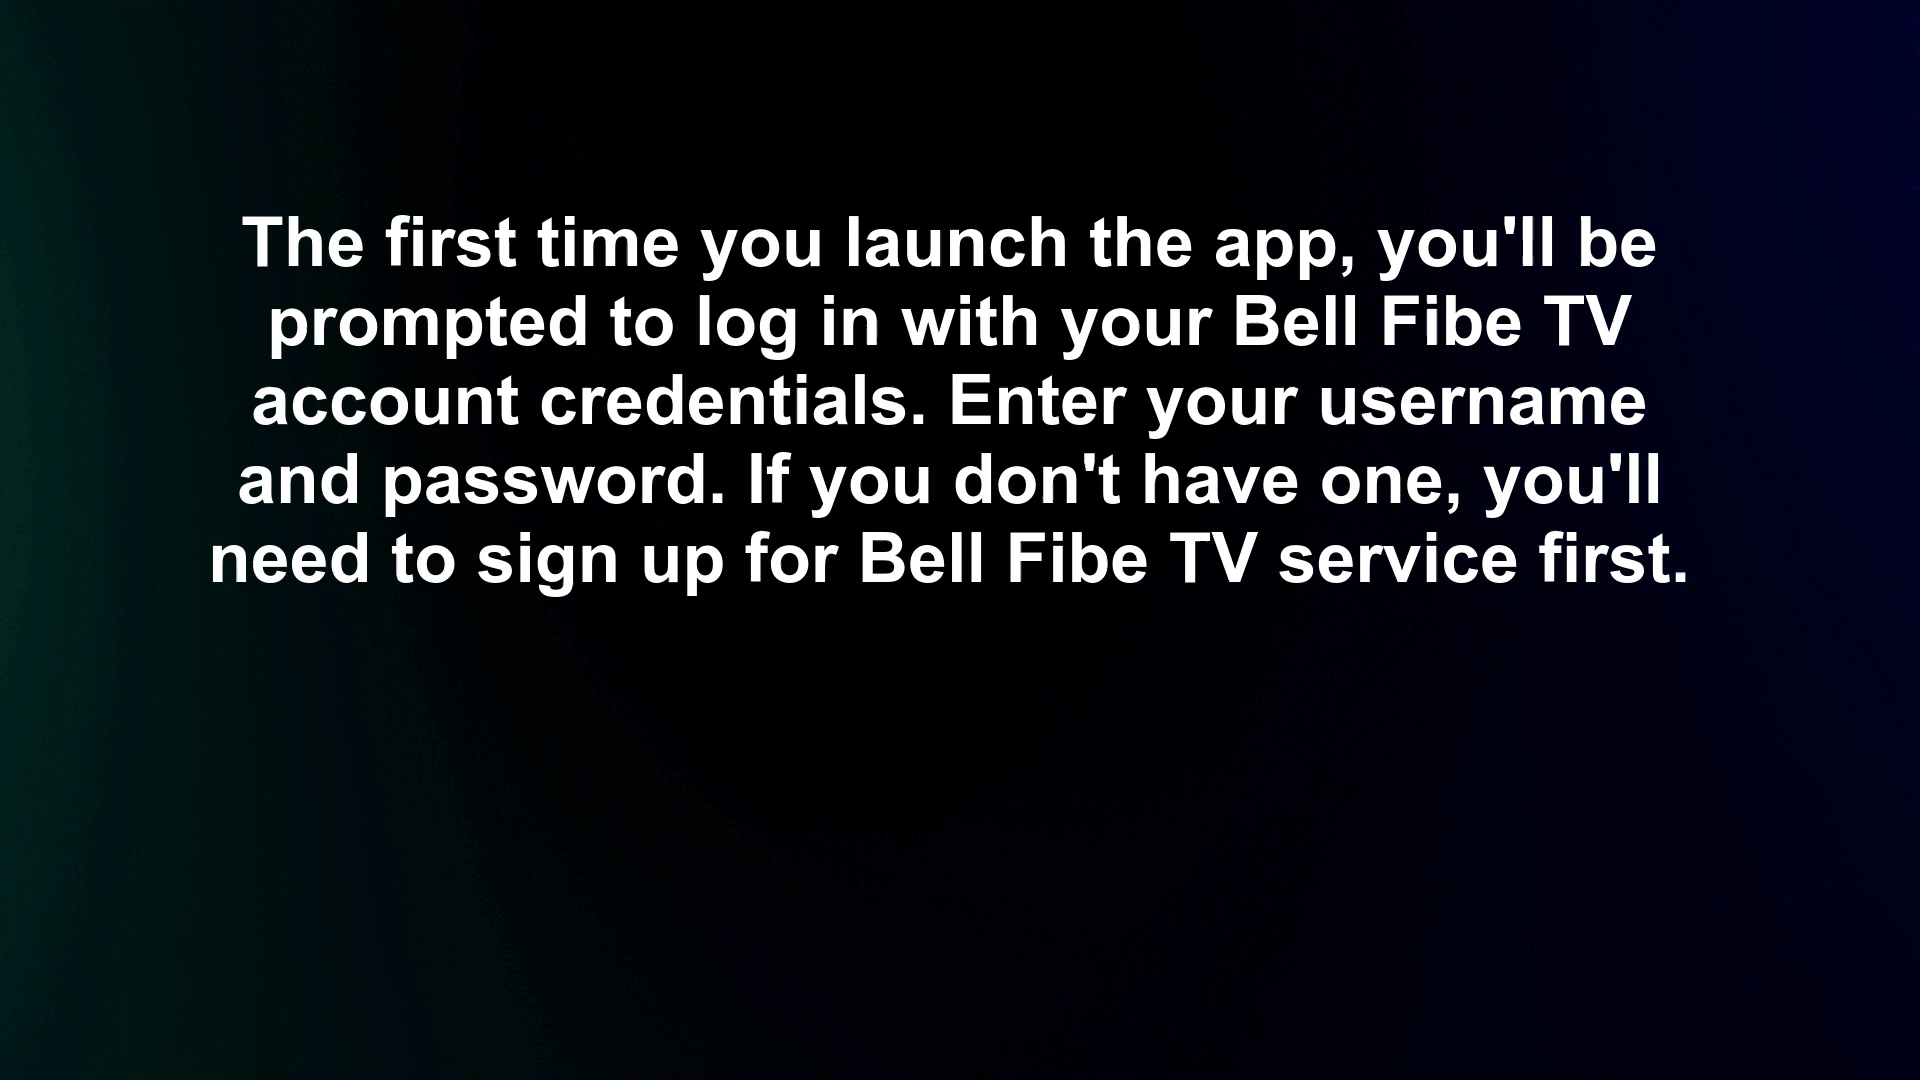 The first time you launch the app, you'll be
prompted to log in with your Bell Fibe TV
account credentials. Enter your username
and password. If you don't have one, you'll
need to sign up for Bell Fibe TV service first.